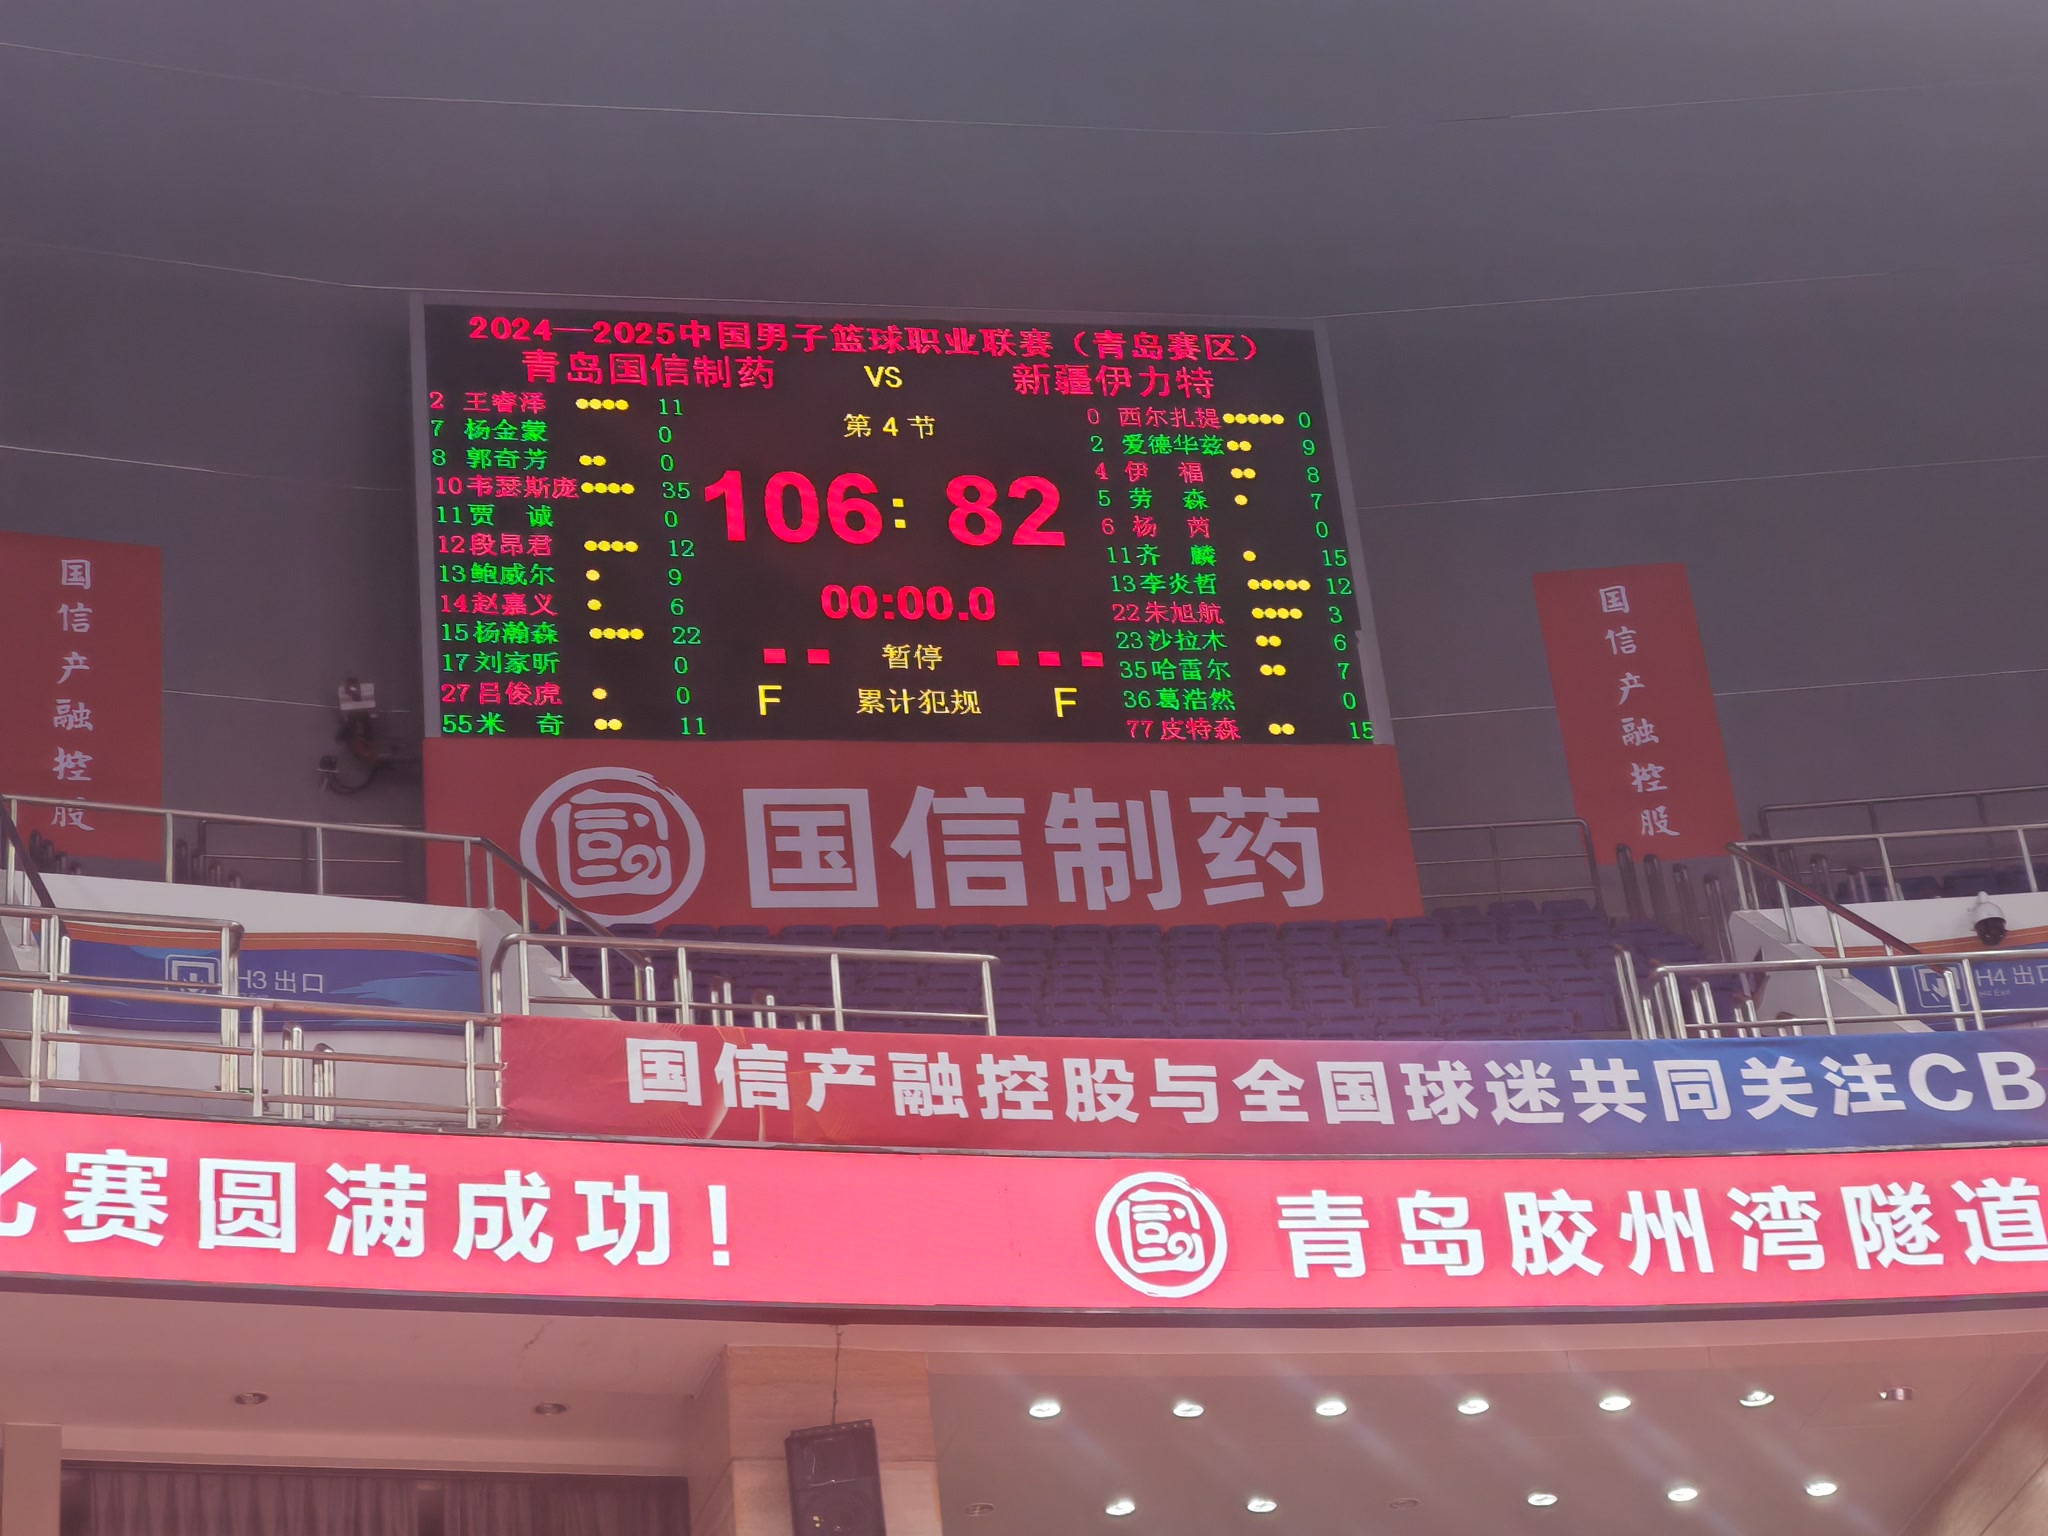 2024—2025中国男子篮球职业联赛（青岛赛区）
青岛国信制药 VS 新疆伊力特
第 4 节
106: 82
00:00.0
暂停
F 累计犯规 F
2 王睿泽 11
7 杨金蒙 0
8 郭奇芳 0
10 韦瑟斯庞 35
11 贾 诚 0
12 段昂君 12
13 鲍威尔 9
14 赵嘉义 6
15 杨瀚森 22
17 刘家昕 0
27 吕俊虎 0
55 米 奇 11
0 西尔扎提 0
2 爱德华兹 9
4 伊 福 8
5 劳 森 7
6 杨 芮 0
11 齐 麟 15
13 李炎哲 12
22 朱旭航 3
23 沙拉木 6
35 哈雷尔 7
36 葛浩然 0
77 皮特森 15
国信产融控股
国信产融控股
国信制药
H3 出口
H4 出口
H4 Exit
国信产融控股与全国球迷共同关注CB
比赛圆满成功！
青岛胶州湾隧道